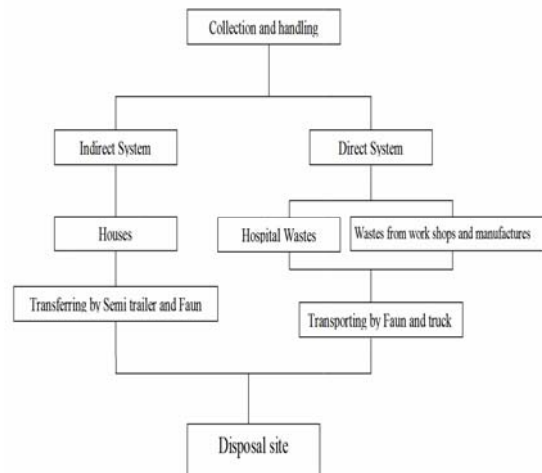 Collection and handling
Indirect System
Direct System
Houses
Hospital Wastes
Wastes from work shops and manufactures
Transferring by Semi trailer and Faun
Transporting by Faun and truck
Disposal site